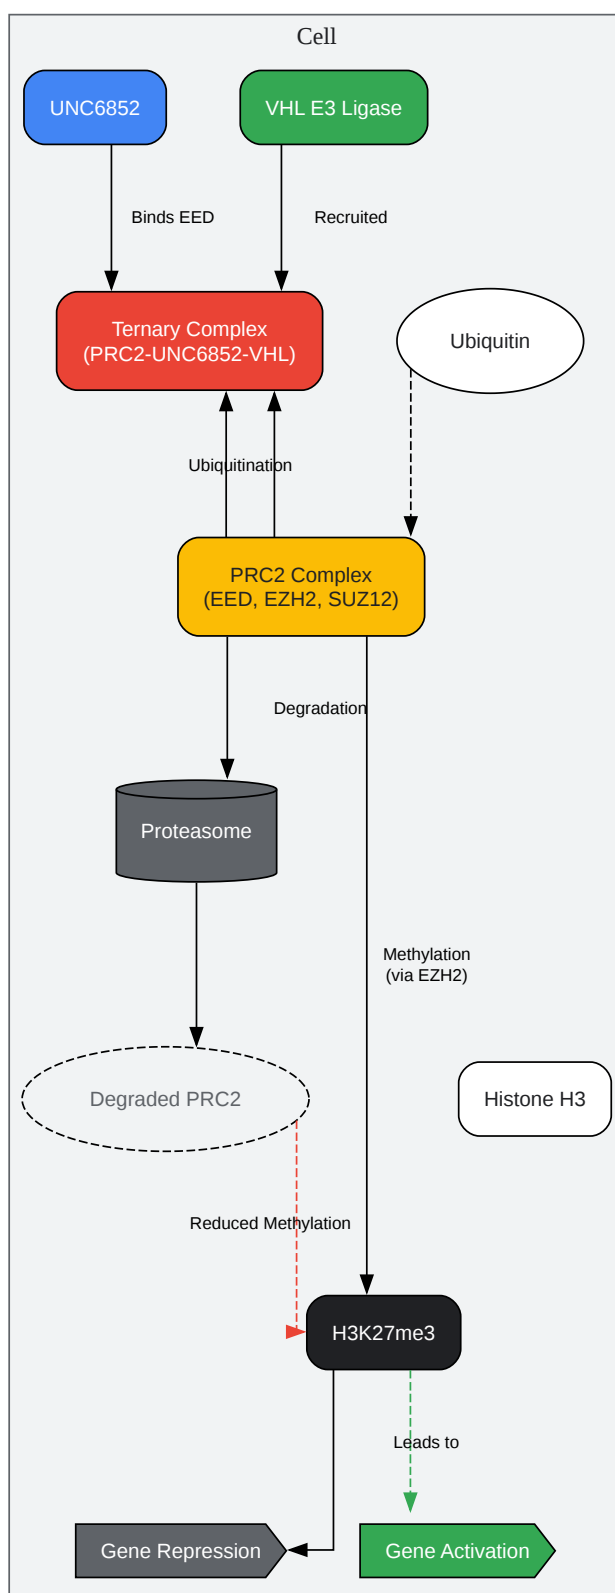 Cell
UNC6852
VHL E3 Ligase
Binds EED
Recruited
Ternary Complex
(PRC2-UNC6852-VHL)
Ubiquitin
Ubiquitination
PRC2 Complex
(EED, EZH2, SUZ12)
Degradation
Proteasome
Methylation
(via EZH2)
Degraded PRC2
Histone H3
Reduced Methylation
H3K27me3
Leads to
Gene Repression
Gene Activation